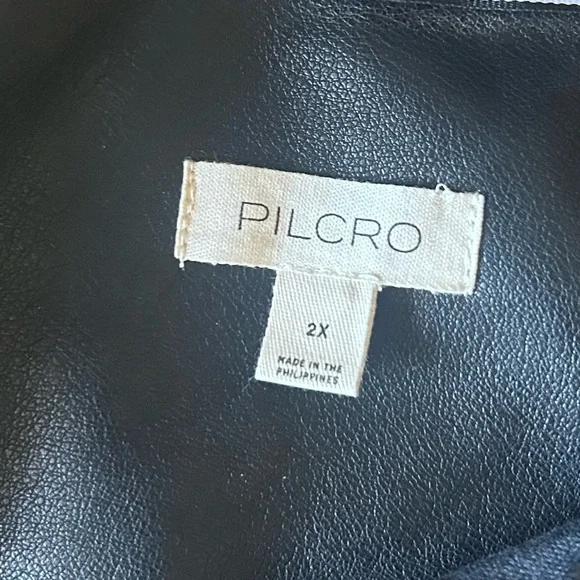 PILCRO
2X
MADE IN THE
PHILIPPINES